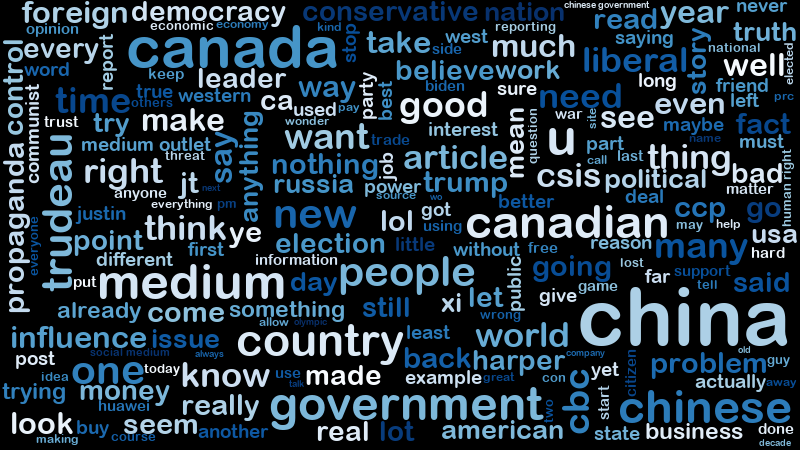 foreign
democracy
conservative
nation
chinese government
read
year
never
opinion
economic
economy
kind
stop
reporting
canada
take
west
side
much
saying
liberal
story
truth
national
every
report
word
keep
leader
believe
work
sure
long
well
elected
time
true
others
western
way
party
best
biden
need
friend
left
prc
control
communist
trust
try
make
ca
used
pay
good
war
site
see
even
maybe
fact
wonder
interest
mean
question
u
part
name
must
medium outlet
say
anything
want
trade
call
last
thing
threat
nothing
job
article
csis
political
bad
human right
propaganda
trudeau
right
jt
next
russia
power
trump
matter
anyone
everything
pm
source
wo
better
deal
ccp
go
justin
new
lol
got
using
canadian
may
help
usa
everyone
point
think
ye
election
little
without
free
reason
many
hard
different
first
information
public
lost
put
medium
day
people
going
far
support
tell
said
xi
let
give
game
china
already
come
something
still
wrong
influence
issue
allow
olympic
country
least
world
post
social medium
always
back
harper
company
yet
citizen
problem
old
guy
idea
one
today
know
use
talk
made
example
great
con
cbc
start
actually
away
trying
money
really
government
two
chinese
huawei
look
making
buy
course
seem
another
real
lot
american
state
business
done
decade